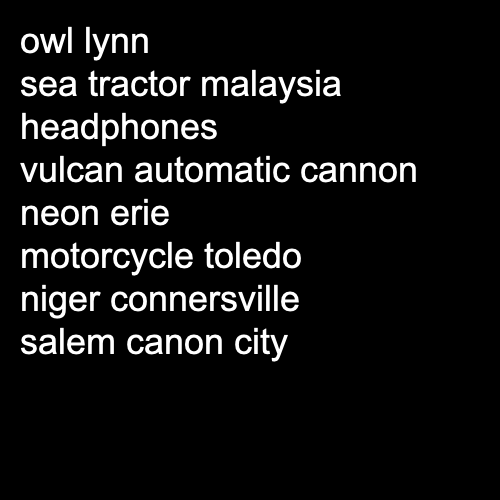 owl lynn
sea tractor malaysia
headphones
vulcan automatic cannon
neon erie
motorcycle toledo
niger connersville
salem canon city